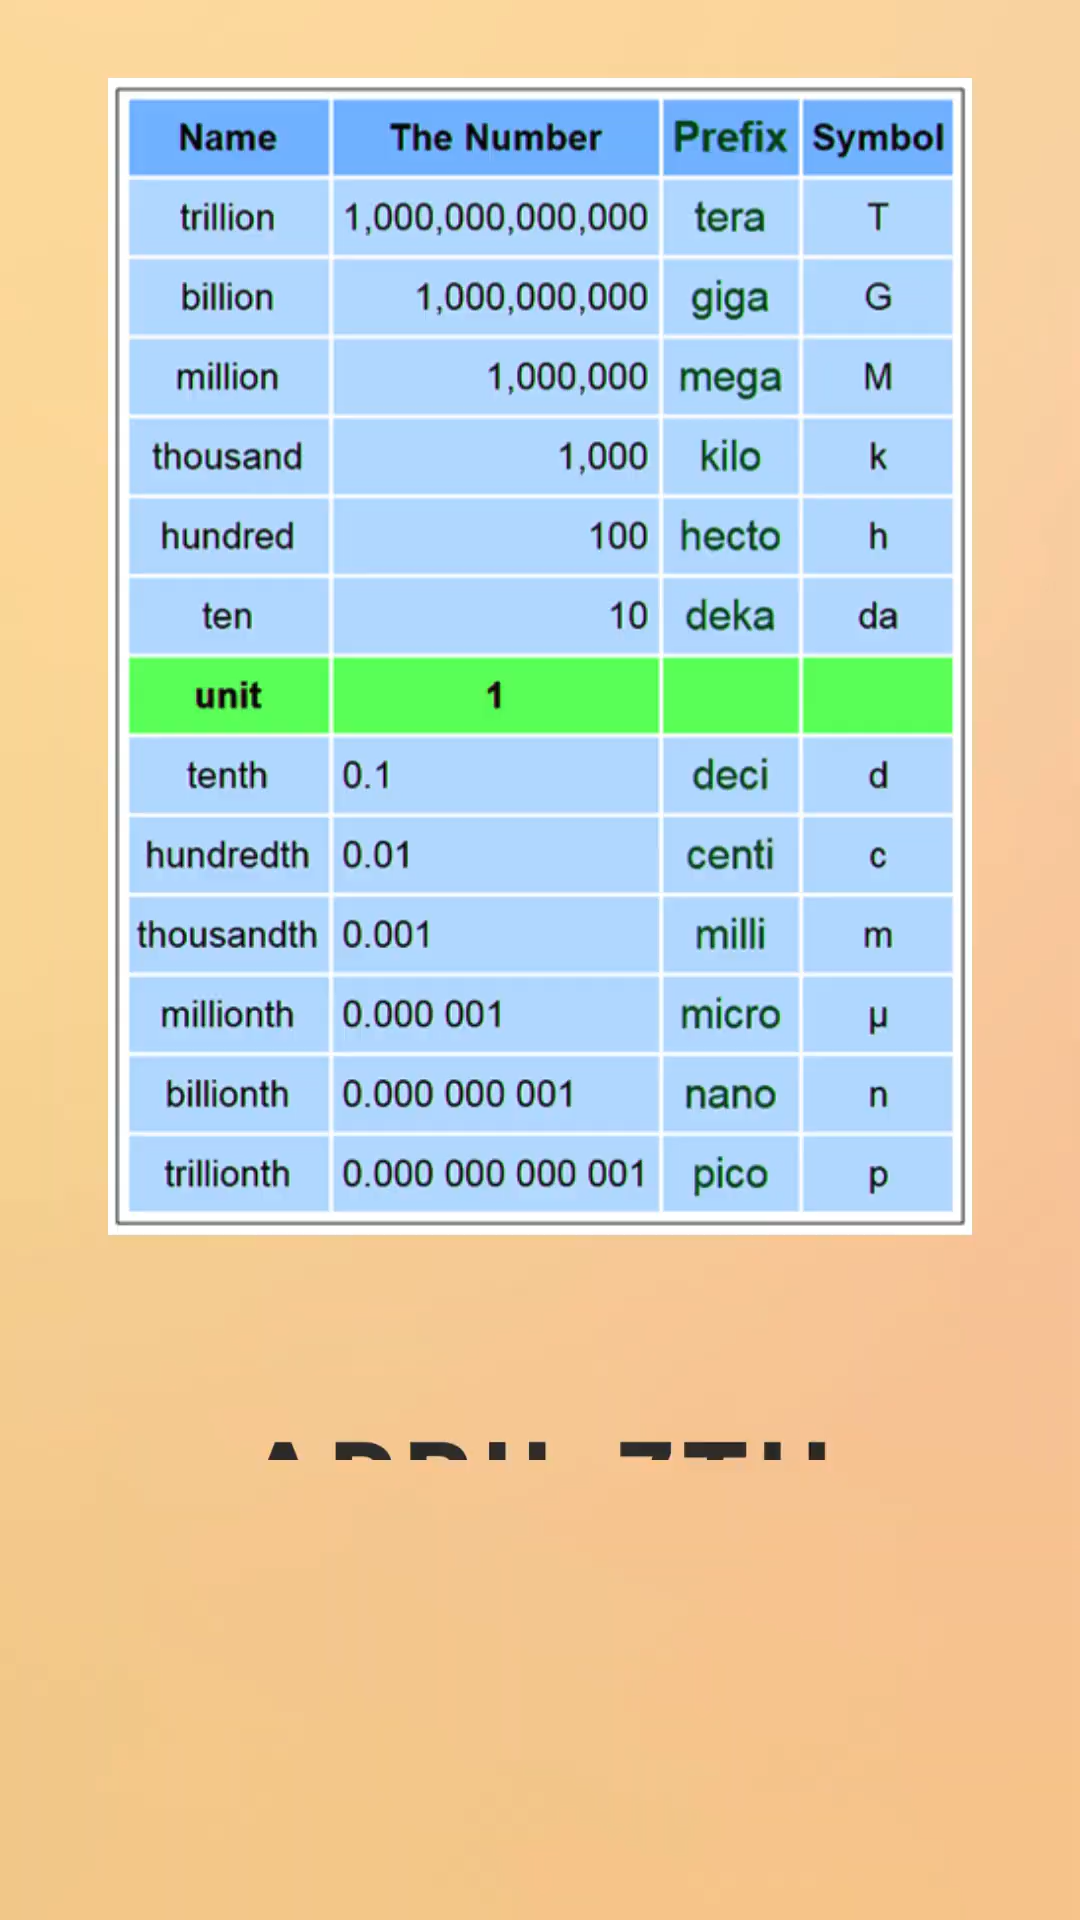 Name The Number Prefix Symbol
trillion 1,000,000,000,000 tera T
billion 1,000,000,000 giga G
million 1,000,000 mega M
thousand 1,000 kilo k
hundred 100 hecto h
ten 10 deka da
unit 1
tenth 0.1 deci d
hundredth 0.01 centi c
thousandth 0.001 milli m
millionth 0.000 001 micro µ
billionth 0.000 000 001 nano n
trillionth 0.000 000 000 001 pico p